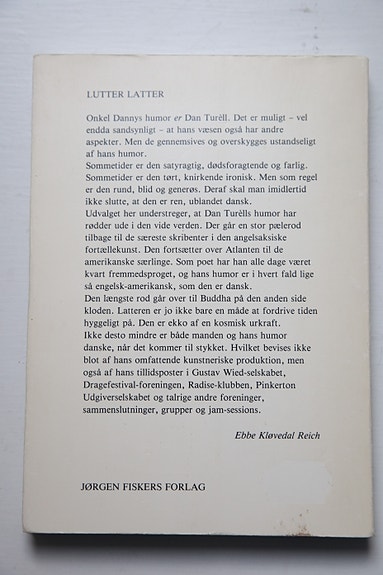 LUTTER LATTER
Onkel Dannys humor er Dan Turèll. Det er muligt – vel
endda sandsynligt – at hans væsen også har andre
aspekter. Men de gennemsives og overskygges ustandseligt
af hans humor.
Sommetider er den satyragtig, dødsforagtende og farlig.
Sommetider er den tørt, knirkende ironisk. Men som regel
er den rund, blid og generøs. Deraf skal man imidlertid
ikke slutte, at den er ren, ublandet dansk.
Udvalget her understreger, at Dan Turèlls humor har
rødder ude i den vide verden. Der går en stor pælerod
tilbage til de særeste skribenter i den angelsaksiske
fortællekunst. Den fortsætter over Atlanten til de
amerikanske særlinge. Som poet har han alle dage været
kvart fremmedsproget, og hans humor er i hvert fald lige
så engelsk-amerikansk, som den er dansk.
Den længste rod går over til Buddha på den anden side
kloden. Latteren er jo ikke bare en måde at fordrive tiden
hyggeligt på. Den er ekko af en kosmisk urkraft.
Ikke desto mindre er både manden og hans humor
danske, når det kommer til stykket. Hvilket bevises ikke
blot af hans omfattende kunstneriske produktion, men
også af hans tillidsposter i Gustav Wied-selskabet,
Dragefestival-foreningen, Radise-klubben, Pinkerton
Udgiverselskabet og talrige andre foreninger,
sammenslutninger, grupper og jam-sessions.
Ebbe Kløvedal Reich
JØRGEN FISKERS FORLAG